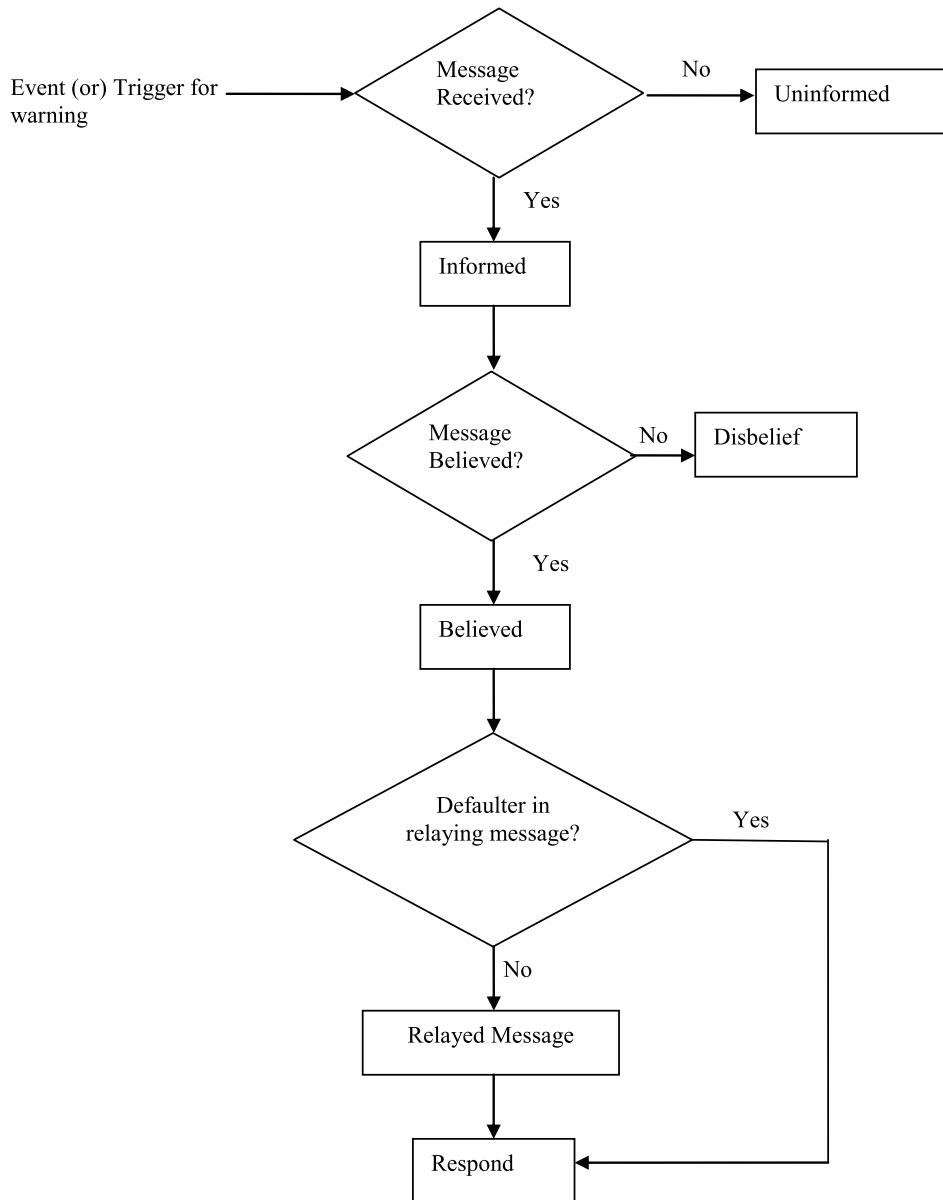 Event (or) Trigger for
warning
Message
Received?
No
Uninformed
Yes
Informed
Message
Believed?
No
Disbelief
Yes
Believed
Defaulter in
relaying message?
Yes
No
Relayed Message
Respond